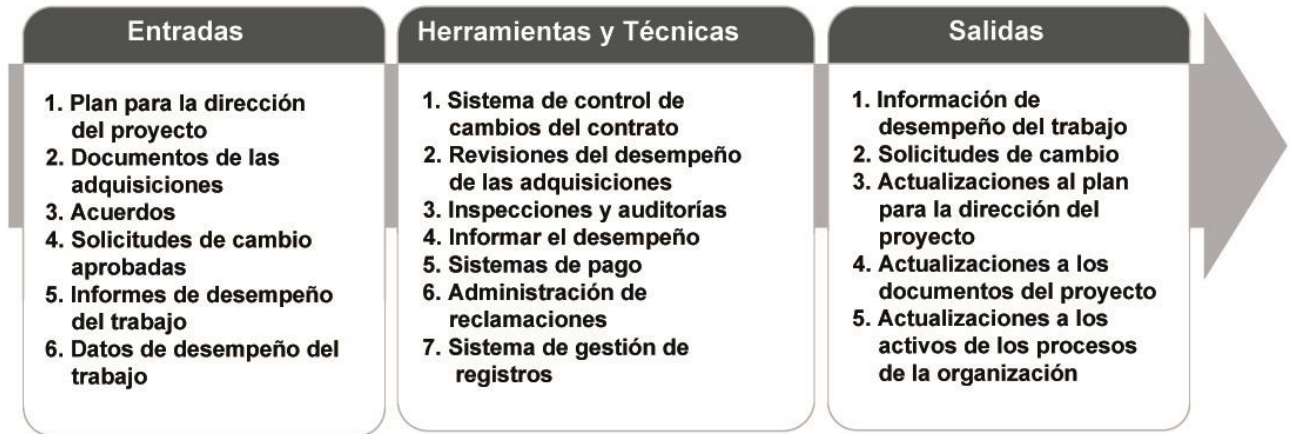 Entradas
1. Plan para la dirección
del proyecto
2. Documentos de las
adquisiciones
3. Acuerdos
4. Solicitudes de cambio
aprobadas
5. Informes de desempeño
del trabajo
6. Datos de desempeño del
trabajo
Herramientas y Técnicas
1. Sistema de control de
cambios del contrato
2. Revisiones del desempeño
de las adquisiciones
3. Inspecciones y auditorías
4. Informar el desempeño
5. Sistemas de pago
6. Administración de
reclamaciones
7. Sistema de gestión de
registros
Salidas
1. Información de
desempeño del trabajo
2. Solicitudes de cambio
3. Actualizaciones al plan
para la dirección del
proyecto
4. Actualizaciones a los
documentos del proyecto
5. Actualizaciones a los
activos de los procesos
de la organización